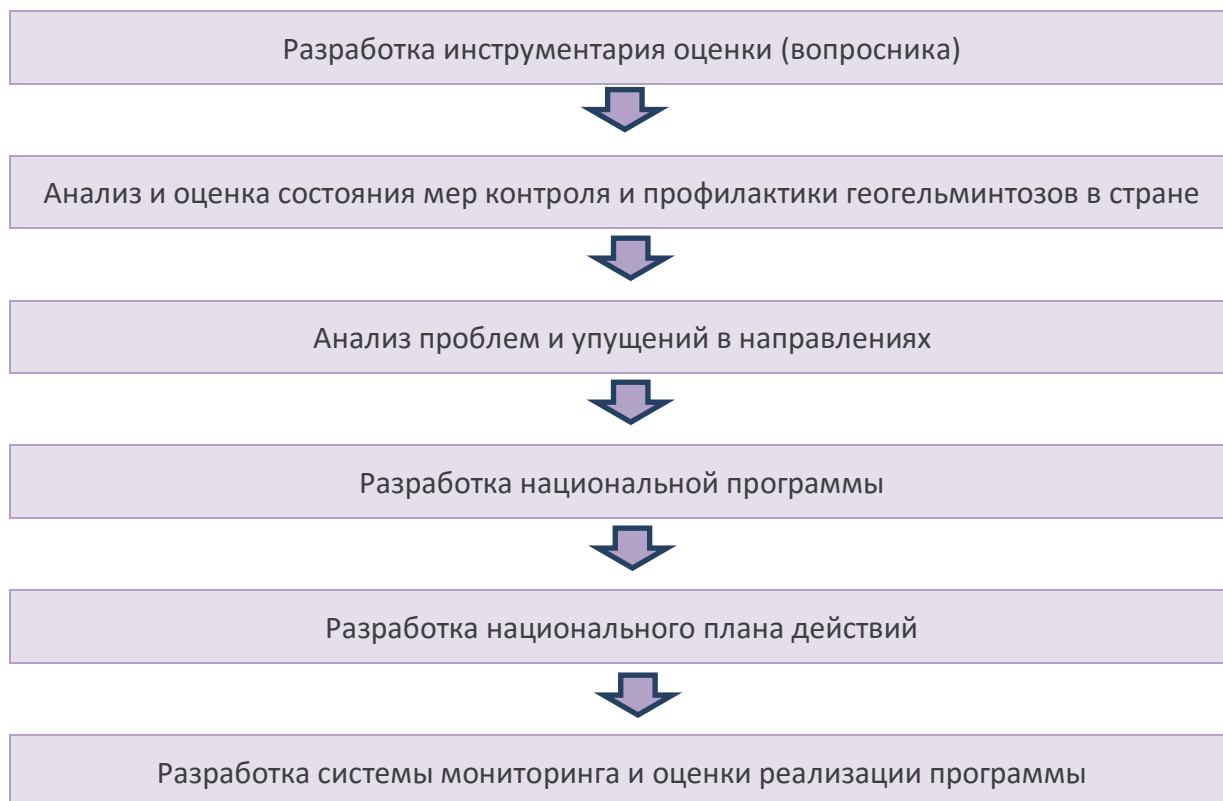 Разработка инструментария оценки (вопросника)
Анализ и оценка состояния мер контроля и профилактики геогельминтозов в стране
Анализ проблем и упущений в направлениях
Разработка национальной программы
Разработка национального плана действий
Разработка системы мониторинга и оценки реализации программы